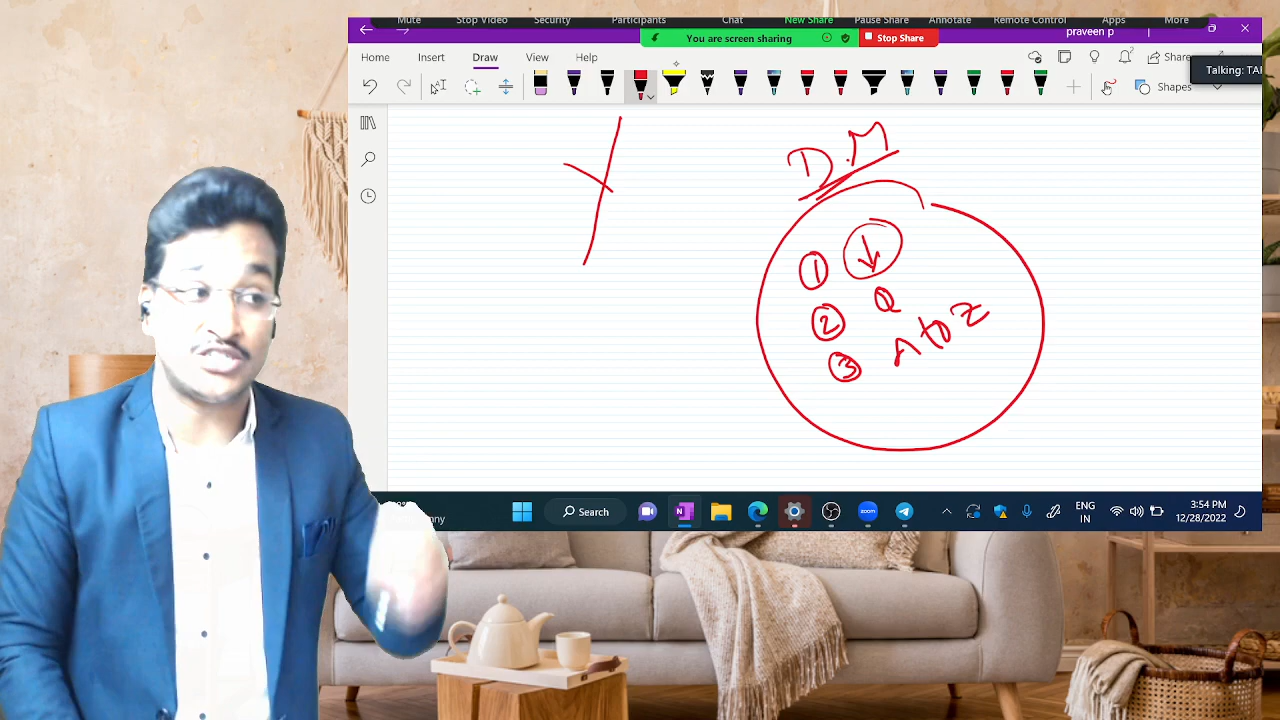 Mute Stop Video Security Participants Chat New Share Pause Share Annotate Remote Control Apps More
You are screen sharing Stop Share
praveen p
Home Insert Draw View Help Share
Talking: TA
Shapes
Y
D.M
1
2 Q
3 A to Z
Search
zoom
ENG
IN
3:54 PM
12/28/2022